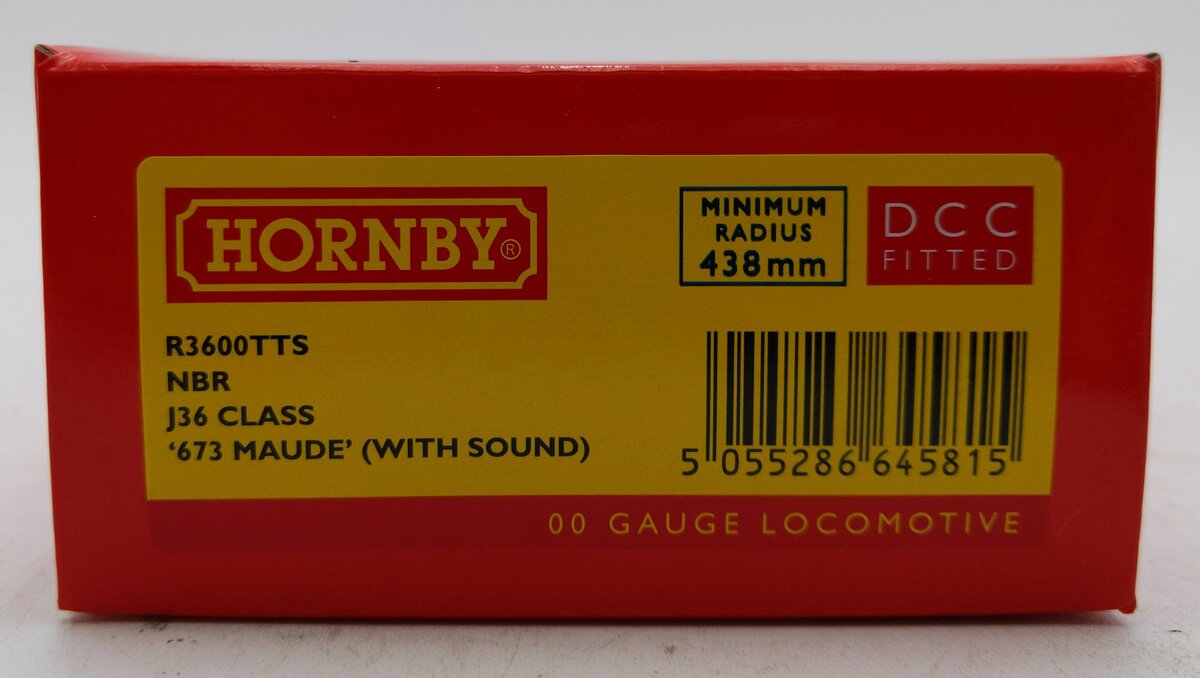 HORNBY®
MINIMUM
RADIUS
438mm
DCC
FITTED
R3600TTS
NBR
J36 CLASS
‘673 MAUDE’ (WITH SOUND)
5 055286 645815
00 GAUGE LOCOMOTIVE